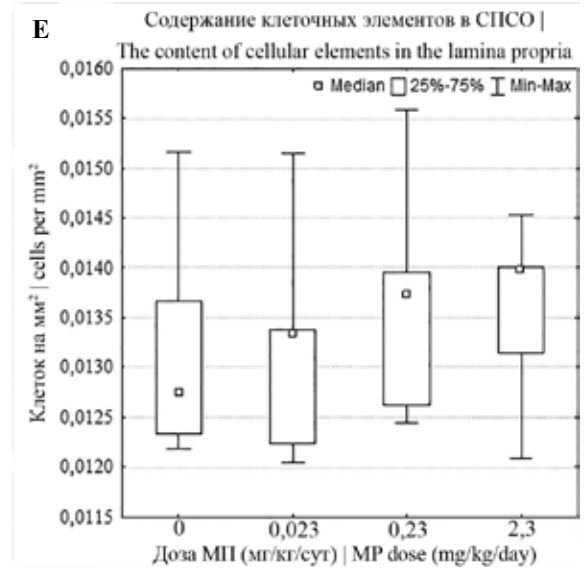 E
Содержание клеточных элементов в СПСО |
The content of cellular elements in the lamina propria
Median 25%-75% Min-Max
Клеток на мм² | cells per mm²
0,0160
0,0155
0,0150
0,0145
0,0140
0,0135
0,0130
0,0125
0,0120
0,0115
0 0,023 0,23 2,3
Доза МП (мг/кг/сут) | MP dose (mg/kg/day)